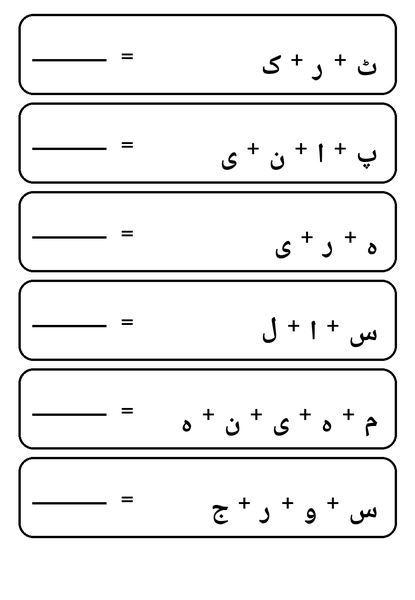 ٹ + ر + ک = ______
پ + ا + ن + ی = ______
ہ + ر + ی = ______
س + ا + ل = ______
م + ہ + ی + ن + ہ = ______
س + و + ر + ج = ______